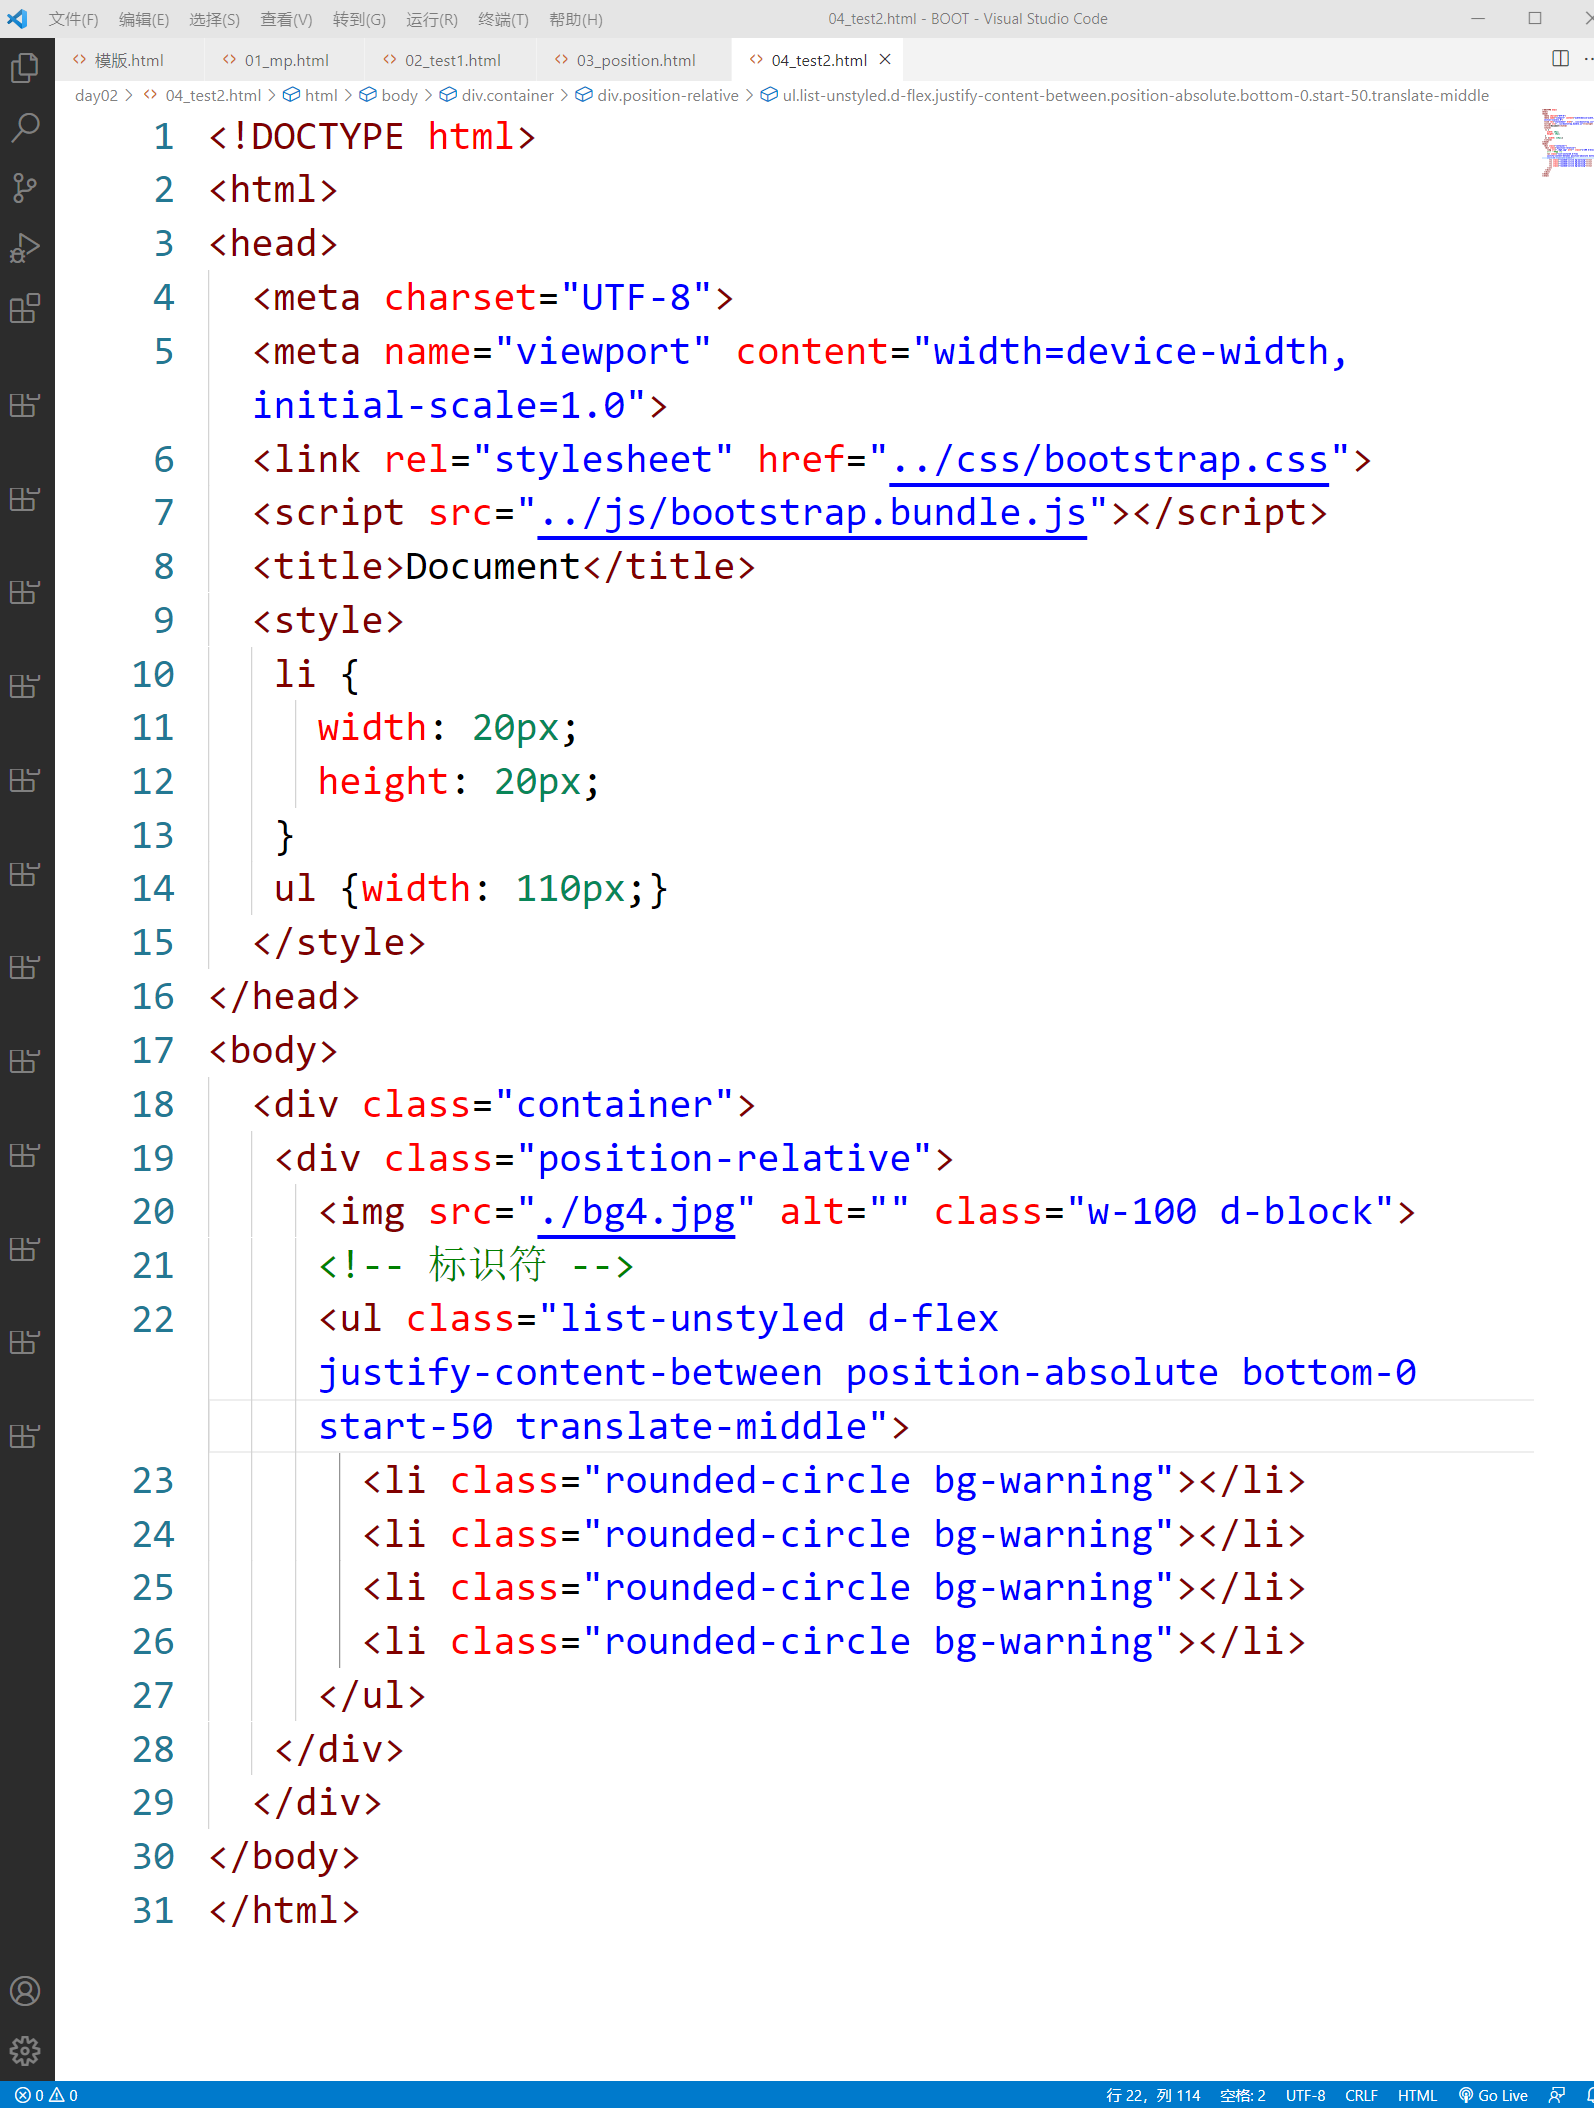 文件(F) 编辑(E) 选择(S) 查看(V) 转到(G) 运行(R) 终端(T) 帮助(H) 04_test2.html - BOOT - Visual Studio Code
模版.html 01_mp.html 02_test1.html 03_position.html 04_test2.html
day02 > 04_test2.html > html > body > div.container > div.position-relative > ul.list-unstyled.d-flex.justify-content-between.position-absolute.bottom-0.start-50.translate-middle
1 <!DOCTYPE html>
2 <html>
3 <head>
4 <meta charset="UTF-8">
5 <meta name="viewport" content="width=device-width,
initial-scale=1.0">
6 <link rel="stylesheet" href="../css/bootstrap.css">
7 <script src="../js/bootstrap.bundle.js"></script>
8 <title>Document</title>
9 <style>
10 li {
11 width: 20px;
12 height: 20px;
13 }
14 ul {width: 110px;}
15 </style>
16 </head>
17 <body>
18 <div class="container">
19 <div class="position-relative">
20 <img src="./bg4.jpg" alt="" class="w-100 d-block">
21 <!-- 标识符 -->
22 <ul class="list-unstyled d-flex
justify-content-between position-absolute bottom-0
start-50 translate-middle">
23 <li class="rounded-circle bg-warning"></li>
24 <li class="rounded-circle bg-warning"></li>
25 <li class="rounded-circle bg-warning"></li>
26 <li class="rounded-circle bg-warning"></li>
27 </ul>
28 </div>
29 </div>
30 </body>
31 </html>
0 0 行 22, 列 114 空格: 2 UTF-8 CRLF HTML Go Live